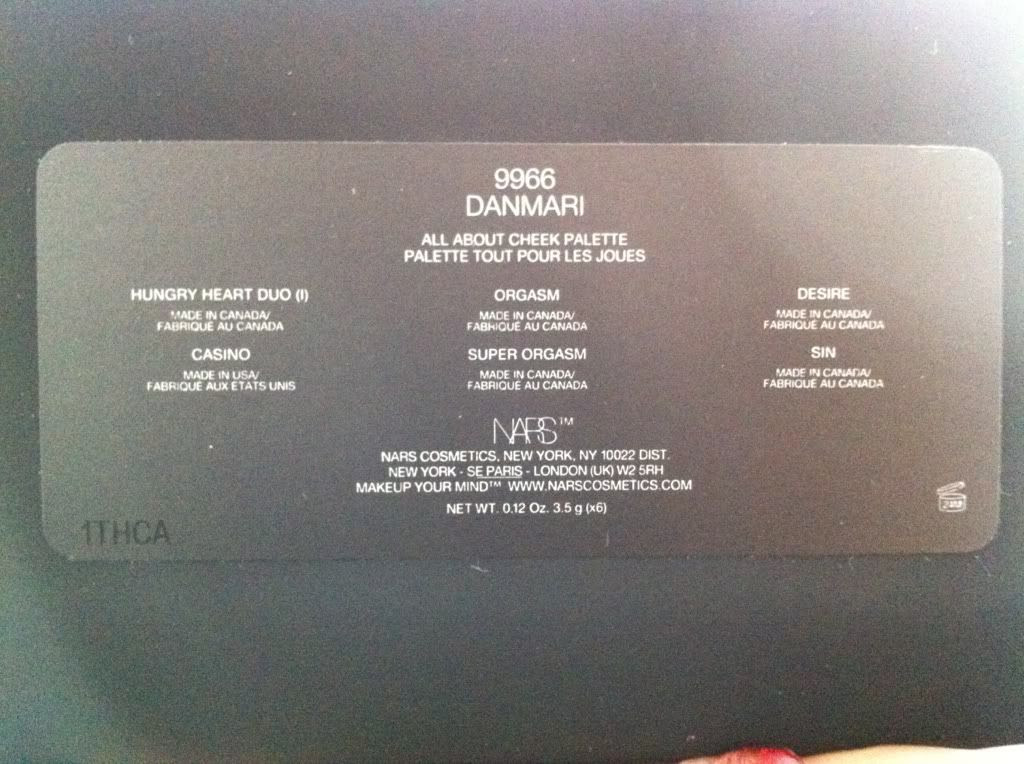 9966
DANMARI
ALL ABOUT CHEEK PALETTE
PALETTE TOUT POUR LES JOUES
HUNGRY HEART DUO (I)
MADE IN CANADA/
FABRIQUÉ AU CANADA
ORGASM
MADE IN CANADA/
FABRIQUÉ AU CANADA
DESIRE
MADE IN CANADA/
FABRIQUÉ AU CANADA
CASINO
MADE IN USA/
FABRIQUÉ AUX ETATS UNIS
SUPER ORGASM
MADE IN CANADA/
FABRIQUÉ AU CANADA
SIN
MADE IN CANADA/
FABRIQUÉ AU CANADA
NARS™
NARS COSMETICS, NEW YORK, NY 10022 DIST.
NEW YORK - SE PARIS - LONDON (UK) W2 5RH
MAKEUP YOUR MIND™ WWW.NARSCOSMETICS.COM
NET WT. 0.12 Oz. 3.5 g (x6)
1THCA